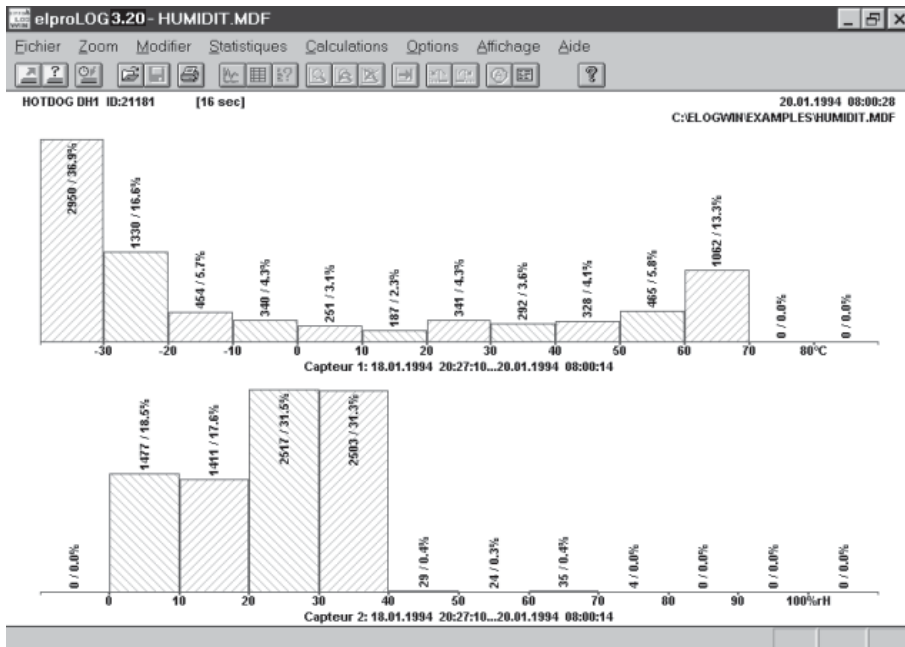 elproLOG 3.20 - HUMIDIT.MDF
Fichier Zoom Modifier Statistiques Calculations Options Affichage Aide
HOTDOG DH1 ID:21181 [16 sec] 20.01.1994 08:00:28
C:\ELOGWIN\EXAMPLES\HUMIDIT.MDF
2950 / 36.9%
1330 / 16.6%
454 / 5.7%
340 / 4.3%
251 / 3.1%
187 / 2.3%
341 / 4.3%
292 / 3.6%
328 / 4.1%
465 / 5.8%
1062 / 13.3%
0 / 0.0%
0 / 0.0%
-30 -20 -10 0 10 20 30 40 50 60 70 80°C
Capteur 1: 18.01.1994 20:27:10...20.01.1994 08:00:14
0 / 0.0%
1477 / 18.5%
1411 / 17.6%
2517 / 31.5%
2503 / 31.3%
29 / 0.4%
24 / 0.3%
35 / 0.4%
4 / 0.0%
0 / 0.0%
0 / 0.0%
0 / 0.0%
0 10 20 30 40 50 60 70 80 90 100%rH
Capteur 2: 18.01.1994 20:27:10...20.01.1994 08:00:14